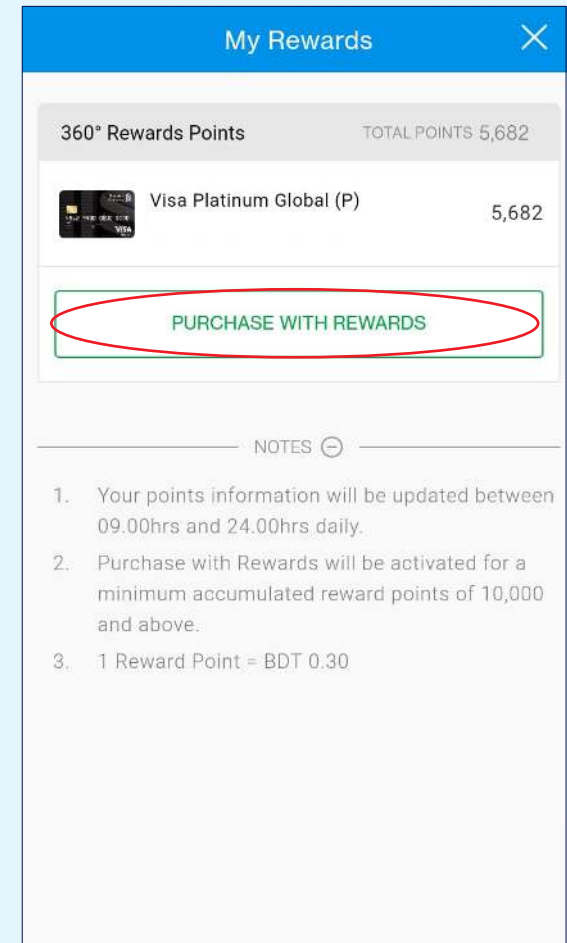 My Rewards
360° Rewards Points TOTAL POINTS 5,682
Visa Platinum Global (P)
5,682
VISA
PURCHASE WITH REWARDS
NOTES
1. Your points information will be updated between
09.00hrs and 24.00hrs daily.
2. Purchase with Rewards will be activated for a
minimum accumulated reward points of 10,000
and above.
3. 1 Reward Point = BDT 0.30